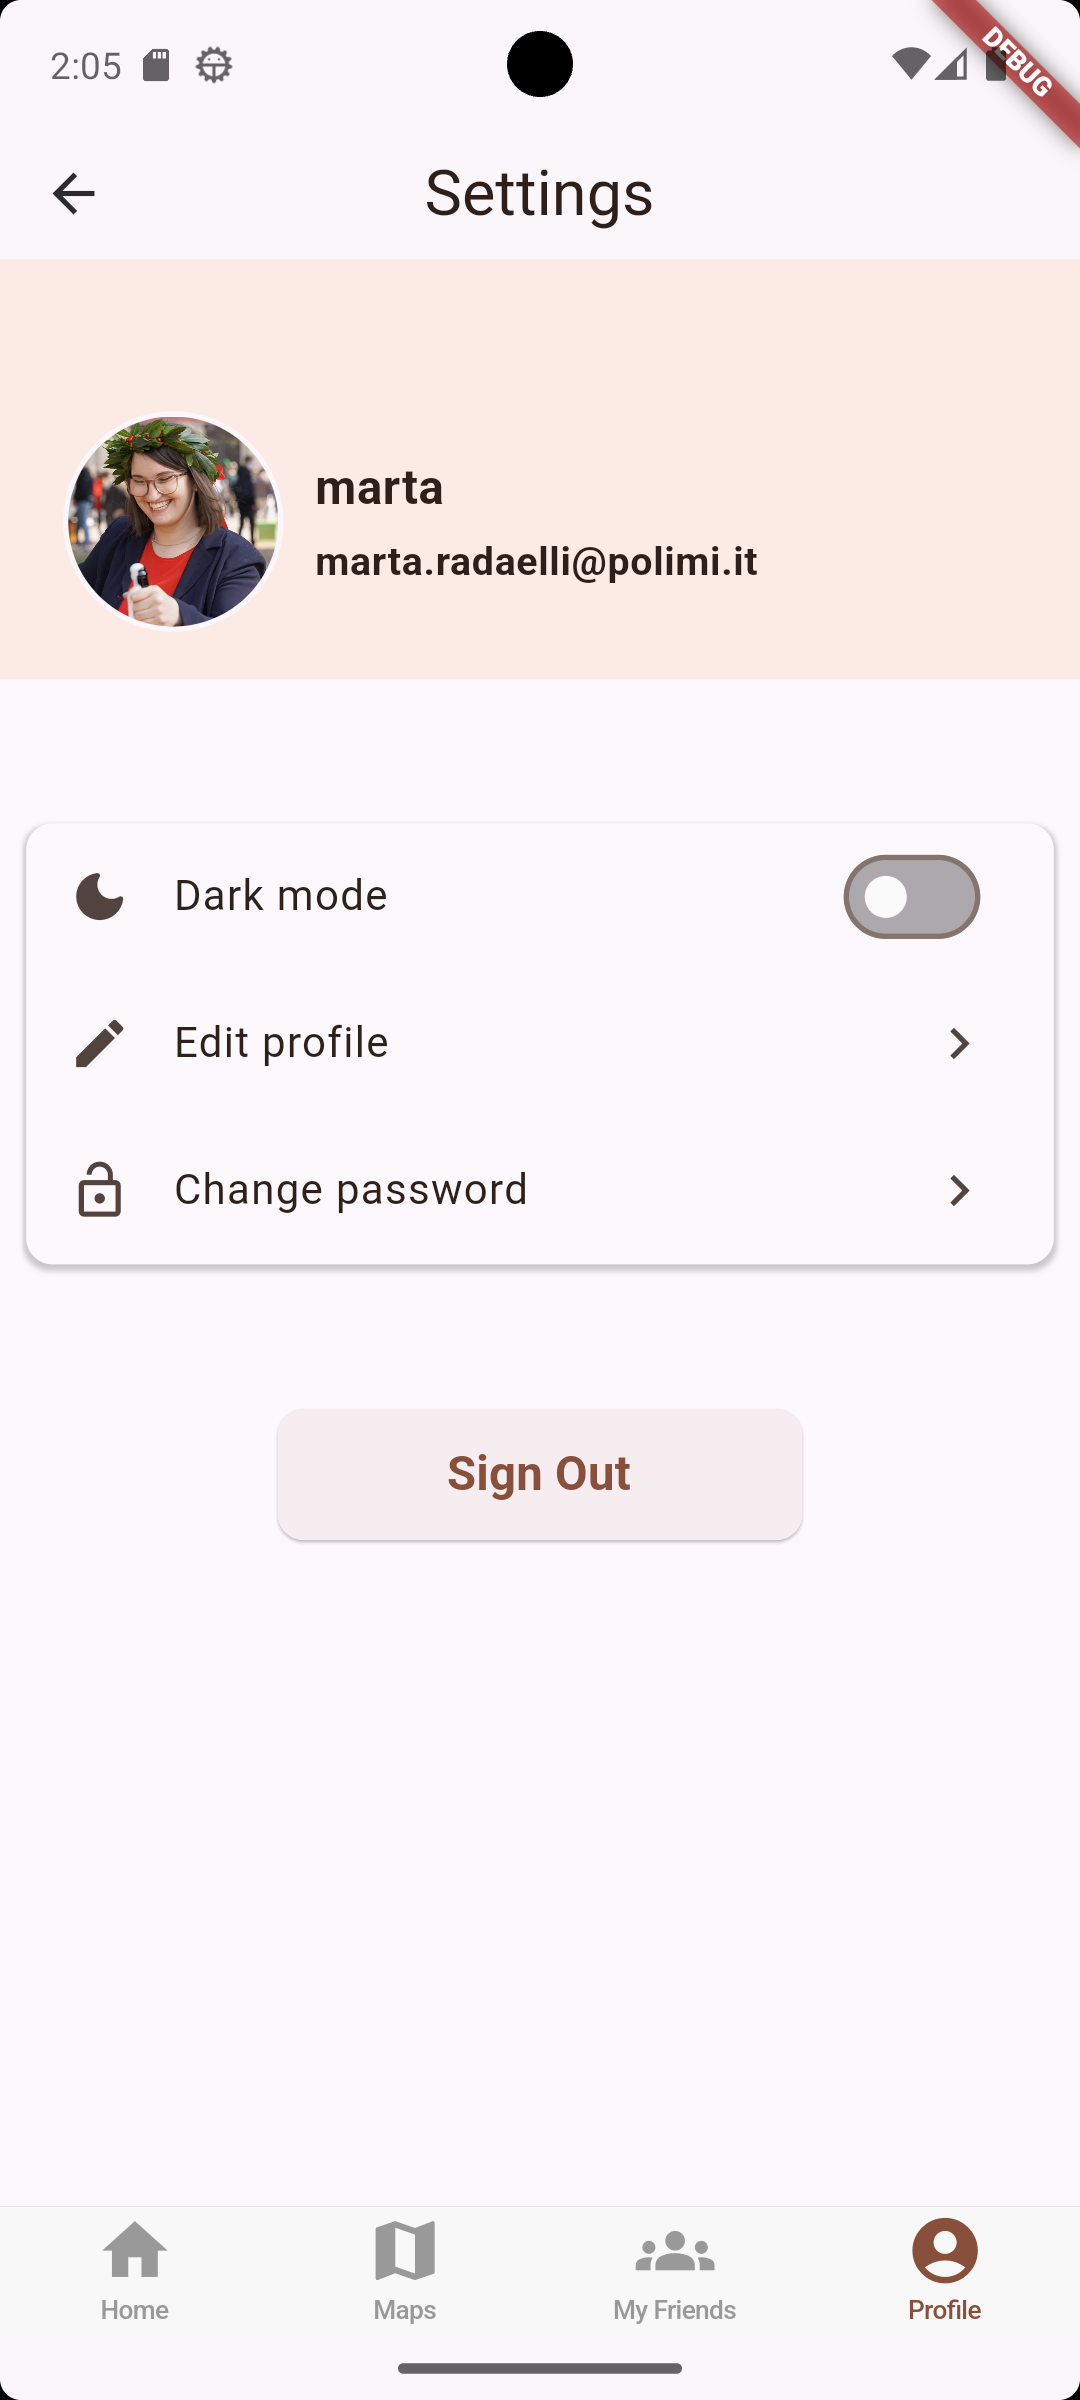 2:05
DEBUG
Settings
marta
marta.radaelli@polimi.it
Dark mode
Edit profile
Change password
Sign Out
Home
Maps
My Friends
Profile